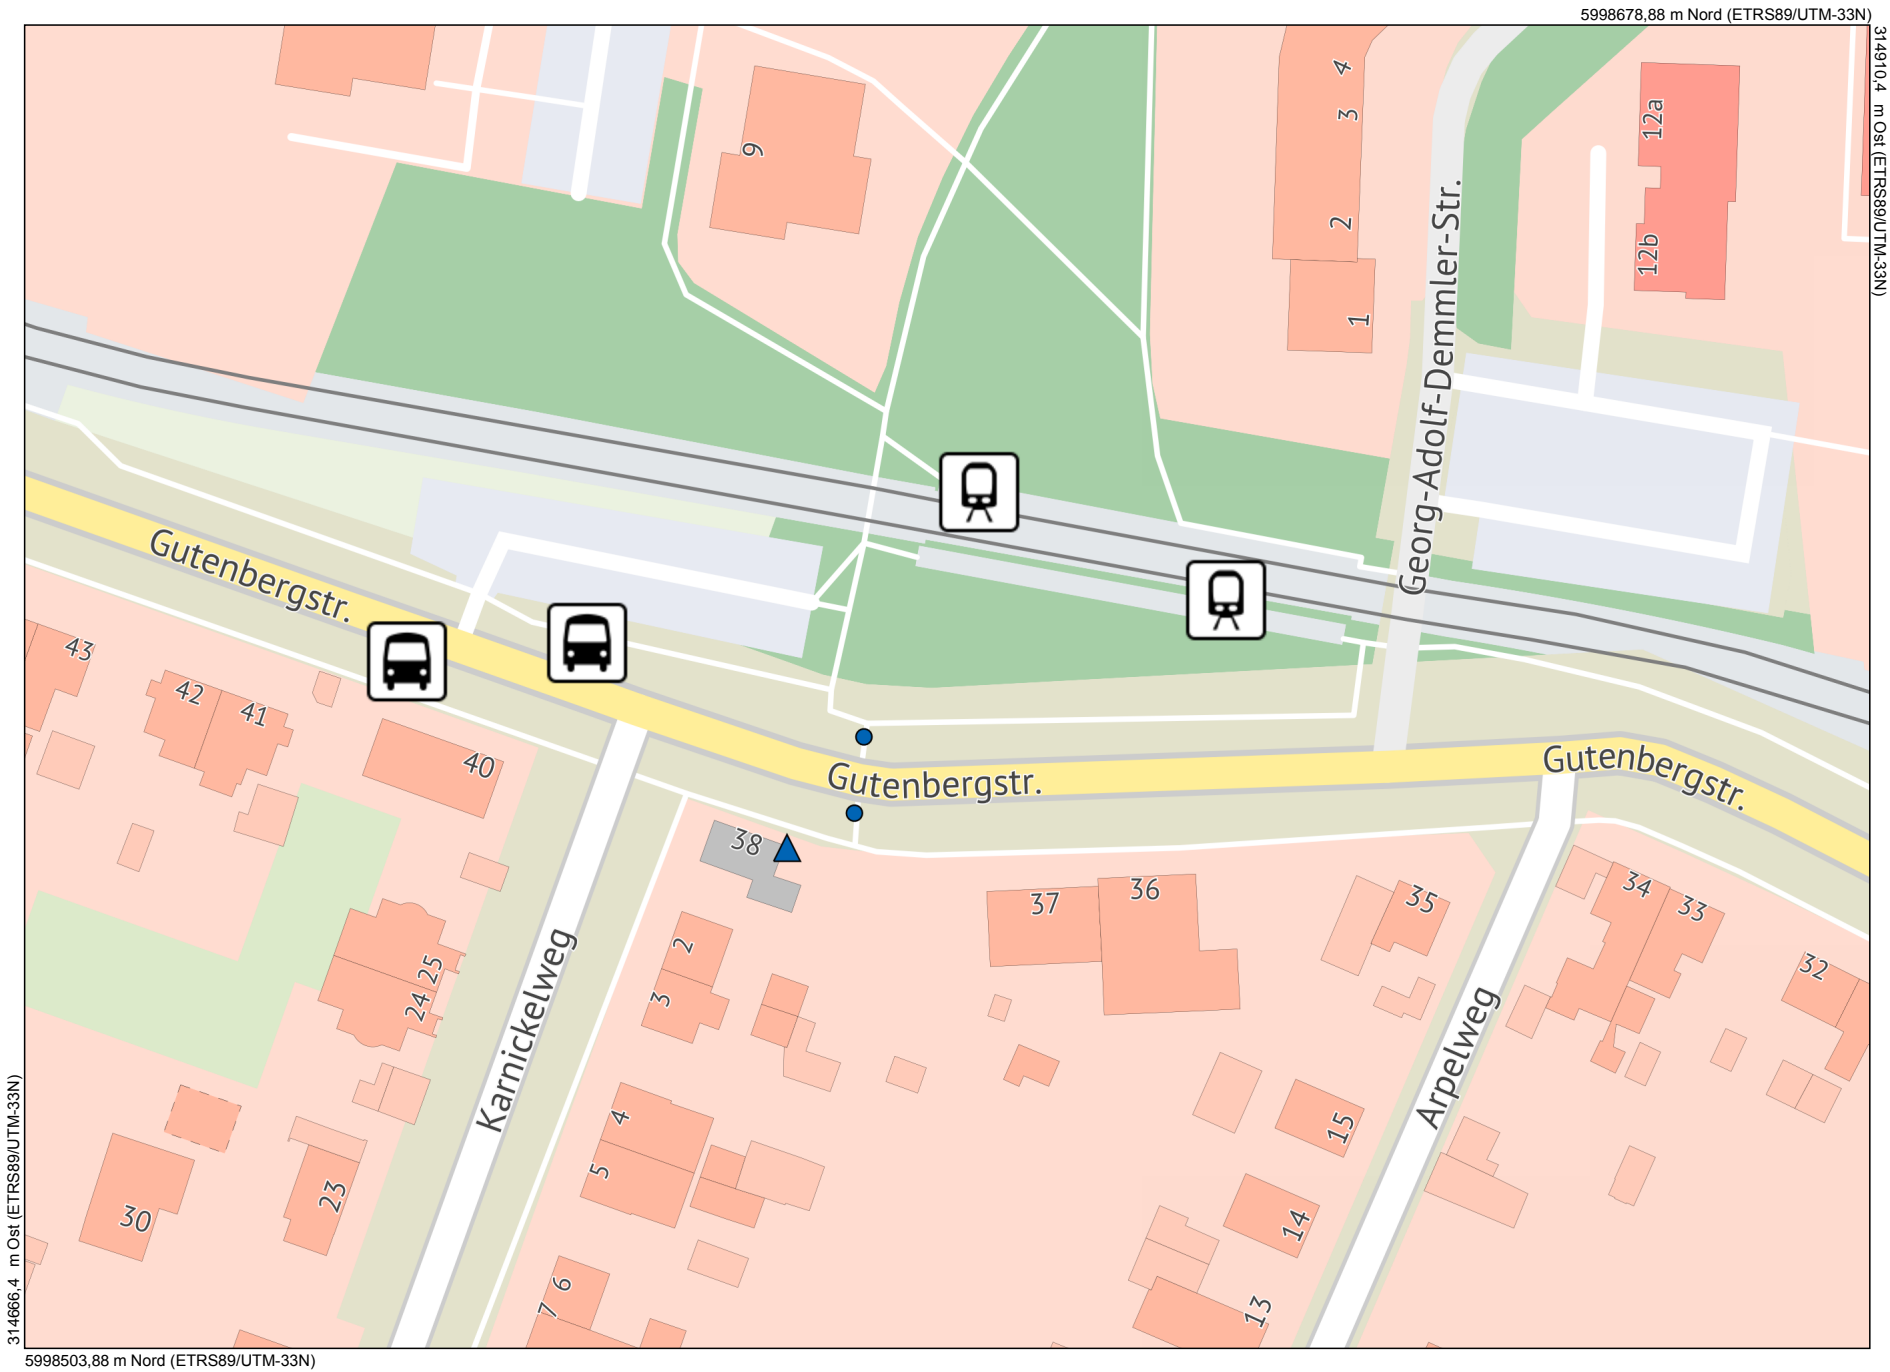 5998678,88 m Nord (ETRS89/UTM-33N)
314910,4 m Ost (ETRS89/UTM-33N)
4
3
2
1
9
12a
12b
Georg-Adolf-Demmler-Str.
Gutenbergstr.
Gutenbergstr.
Gutenbergstr.
43
42
41
40
38
37
36
35
34
33
32
25
24
2
3
4
5
6
7
30
23
15
14
13
Karnickelweg
Arpelweg
314666,4 m Ost (ETRS89/UTM-33N)
5998503,88 m Nord (ETRS89/UTM-33N)